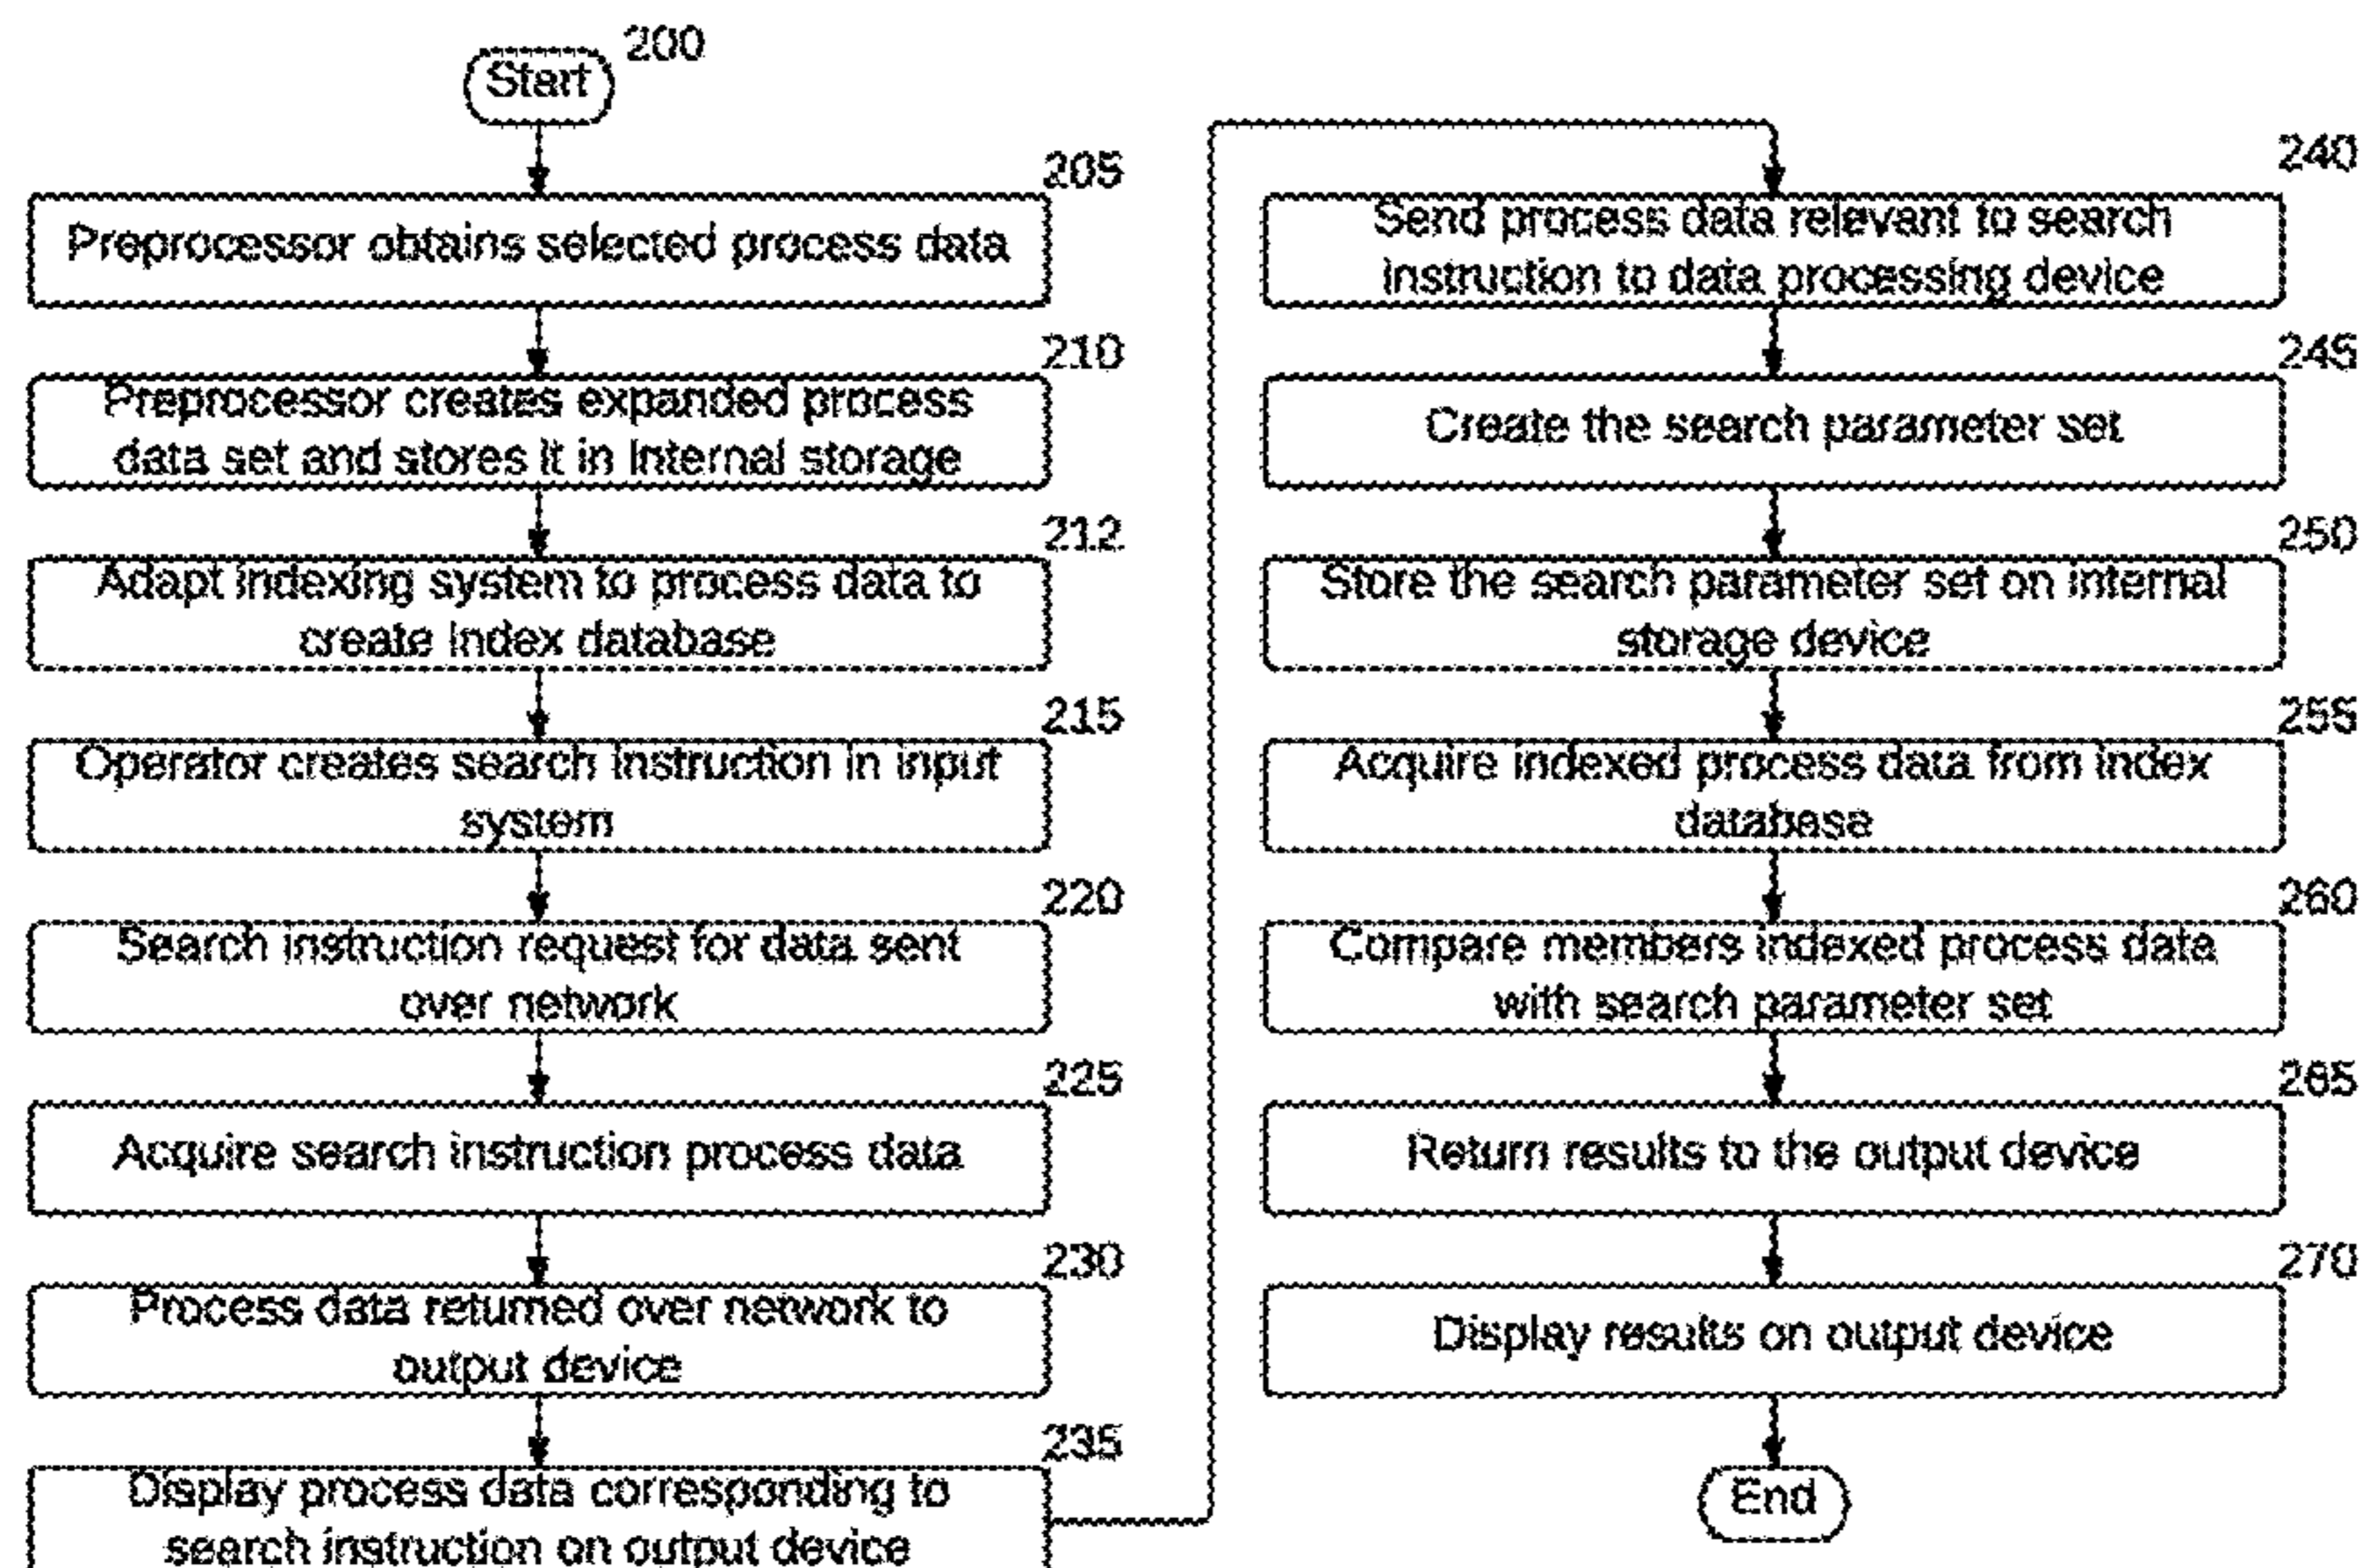 200
Start
205
Preprocessor obtains selected process data
210
Preprocessor creates expanded process
data set and stores it in internal storage
212
Adapt indexing system to process data to
create index database
215
Operator creates search instruction in input
system
220
Search instruction request for data sent
over network
225
Acquire search instruction process data
230
Process data returned over network to
output device
235
Display process data corresponding to
search instruction on output device
240
Send process data relevant to search
instruction to data processing device
245
Create the search parameter set
250
Store the search parameter set on internal
storage device
255
Acquire indexed process data from index
database
260
Compare members indexed process data
with search parameter set
265
Return results to the output device
270
Display results on output device
End